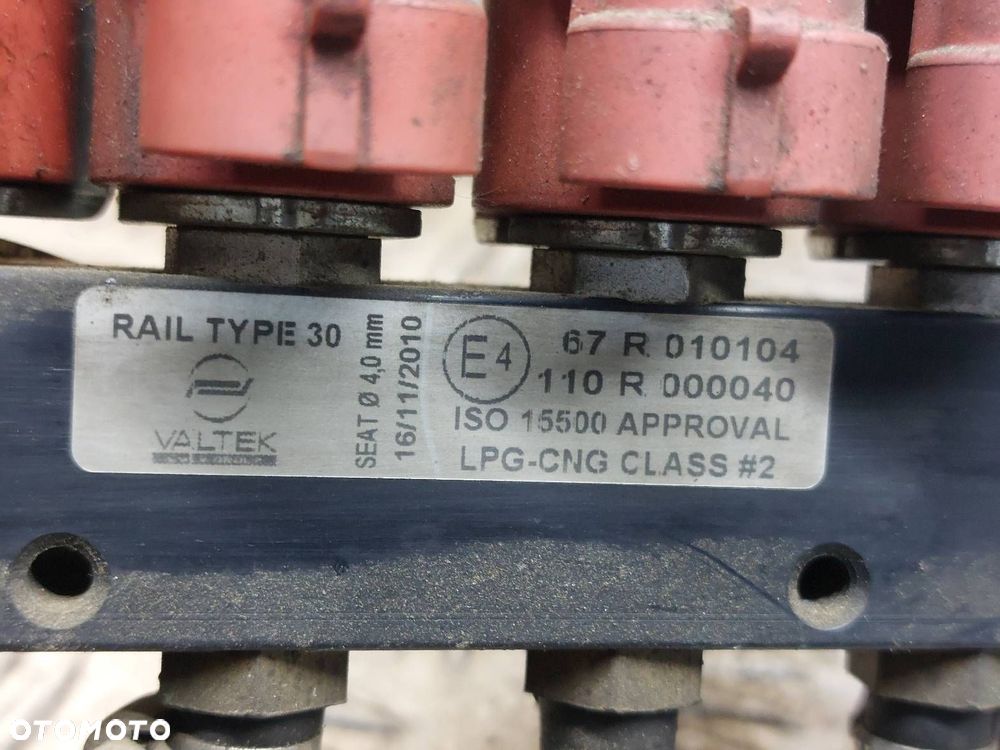 RAIL TYPE 30
VALTEK
SEAT Ø 4,0 mm
16/11/2010
E4
67 R 010104
110 R 000040
ISO 15500 APPROVAL
LPG-CNG CLASS #2
OTOMOTO